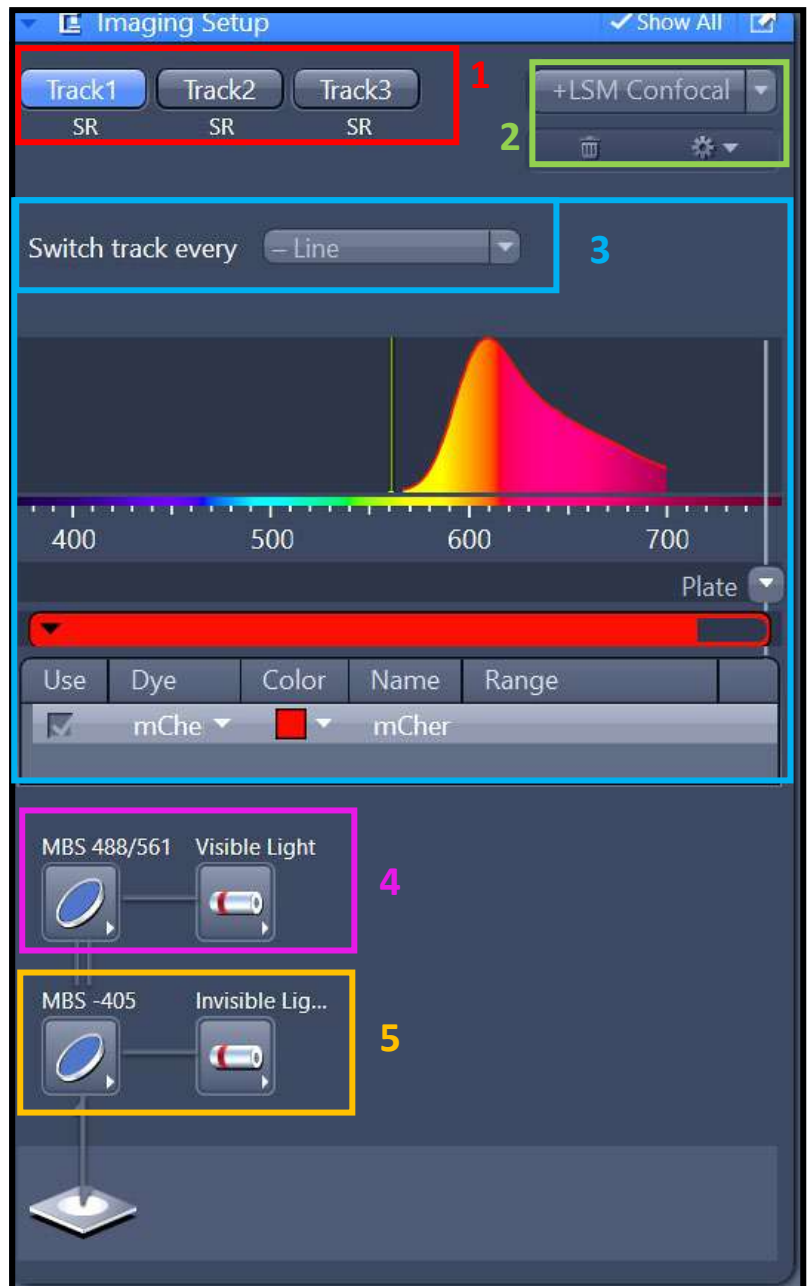 Imaging Setup Show All
Track1 Track2 Track3 1 +LSM Confocal
SR SR SR 2
Switch track every – Line 3
400 500 600 700
Plate
Use Dye Color Name Range
mChe mCher
MBS 488/561 Visible Light
4
MBS -405 Invisible Lig...
5